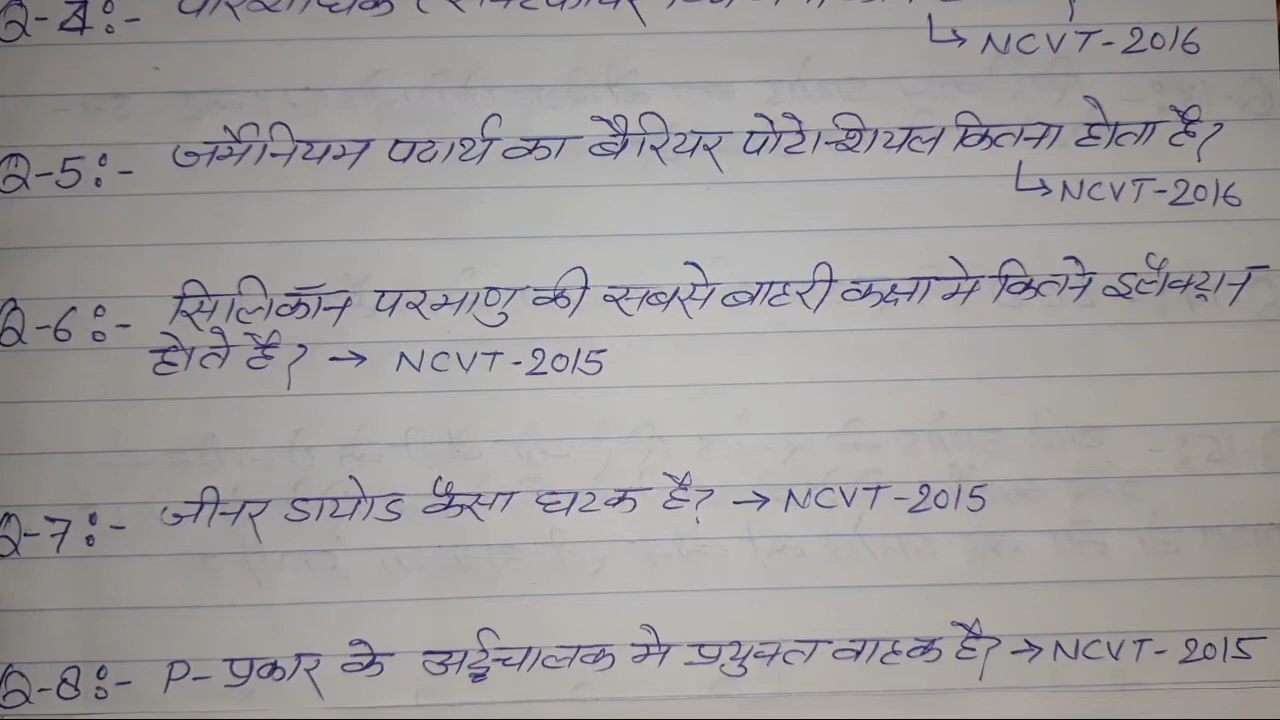 Q-4:-
↳ NCVT-2016
Q-5:- जर्मेनियम पदार्थ का बैरियर पोटेन्शियल कितना होता है?
↳ NCVT-2016
Q-6:- सिलिकॉन परमाणु की सबसे बाहरी कक्षा मे कितने इलैक्ट्रान
होते है? → NCVT-2015
Q-7:- जीनर डायोड कैसा घटक है? → NCVT-2015
Q-8:- P-प्रकार के अर्द्धचालक मे प्रयुक्त वाहक है? → NCVT-2015